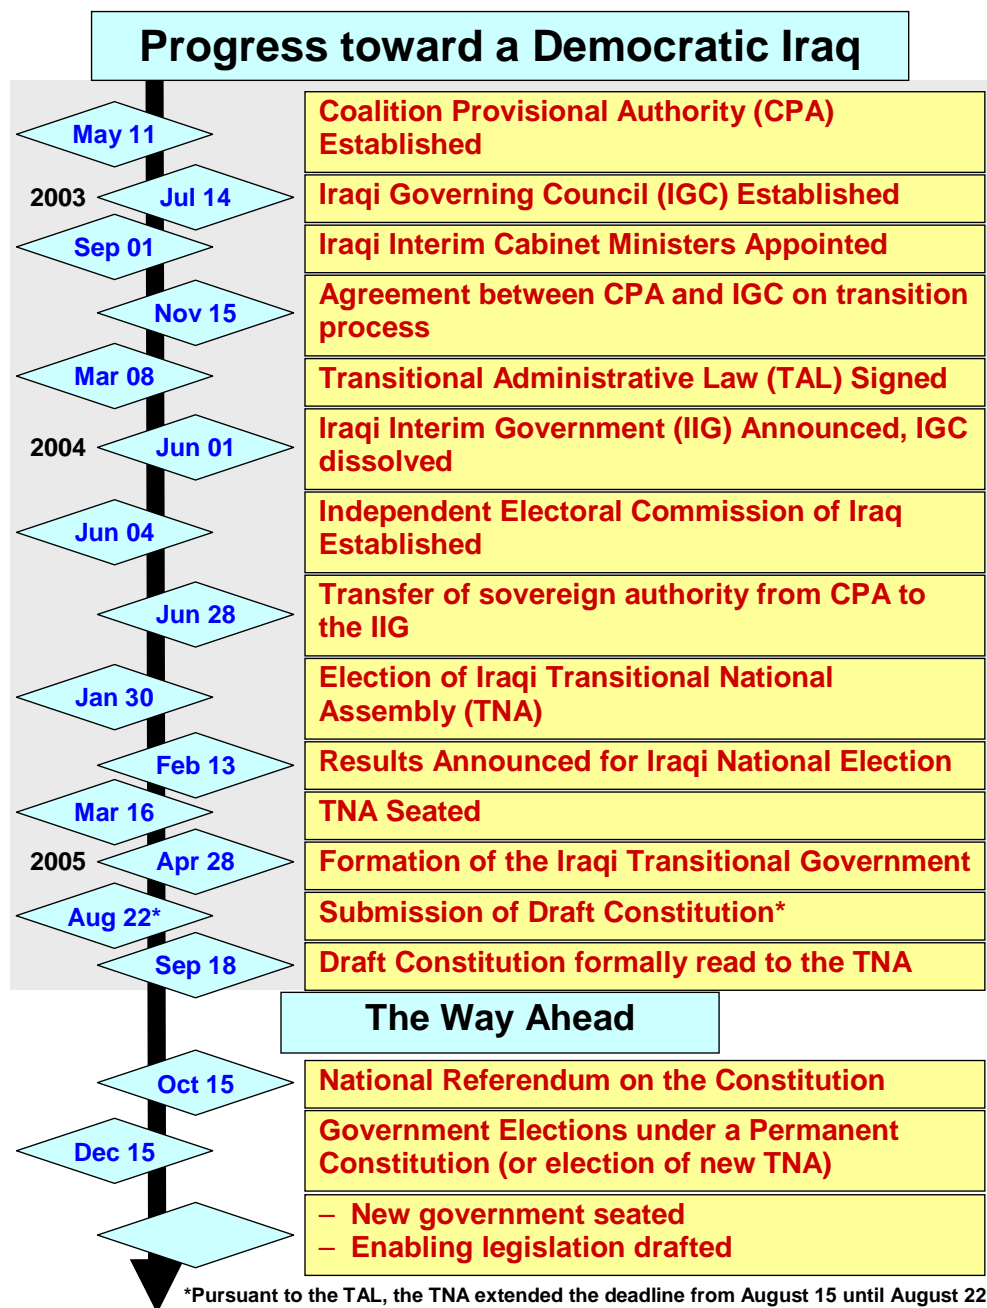 Progress toward a Democratic Iraq
May 11
Coalition Provisional Authority (CPA)
Established
2003
Jul 14
Iraqi Governing Council (IGC) Established
Sep 01
Iraqi Interim Cabinet Ministers Appointed
Nov 15
Agreement between CPA and IGC on transition
process
Mar 08
Transitional Administrative Law (TAL) Signed
2004
Jun 01
Iraqi Interim Government (IIG) Announced, IGC
dissolved
Jun 04
Independent Electoral Commission of Iraq
Established
Jun 28
Transfer of sovereign authority from CPA to
the IIG
Jan 30
Election of Iraqi Transitional National
Assembly (TNA)
Feb 13
Results Announced for Iraqi National Election
Mar 16
TNA Seated
2005
Apr 28
Formation of the Iraqi Transitional Government
Aug 22*
Submission of Draft Constitution*
Sep 18
Draft Constitution formally read to the TNA
The Way Ahead
Oct 15
National Referendum on the Constitution
Dec 15
Government Elections under a Permanent
Constitution (or election of new TNA)
– New government seated
– Enabling legislation drafted
*Pursuant to the TAL, the TNA extended the deadline from August 15 until August 22